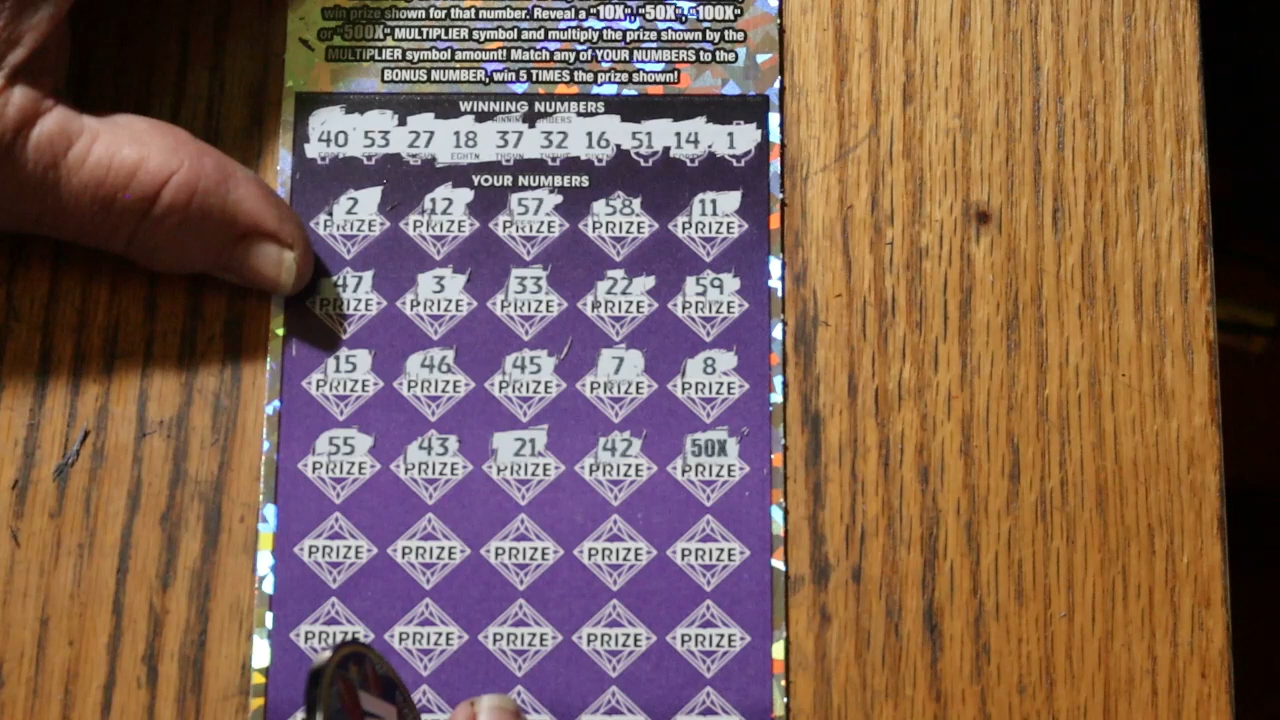 win prize shown for that number. Reveal a "10X", "50X", "100X"
or "500X" MULTIPLIER symbol and multiply the prize shown by the
MULTIPLIER symbol amount! Match any of YOUR NUMBERS to the
BONUS NUMBER, win 5 TIMES the prize shown!
WINNING NUMBERS
40 53 27 18 37 32 16 51 14 1
EGHTN THSVN
YOUR NUMBERS
2 12 57 58 11
PRIZE PRIZE PRIZE PRIZE PRIZE
47 3 33 22 59
PRIZE PRIZE PRIZE PRIZE PRIZE
15 46 45 7 8
PRIZE PRIZE PRIZE PRIZE PRIZE
55 43 21 42 50X
PRIZE PRIZE PRIZE PRIZE PRIZE
PRIZE PRIZE PRIZE PRIZE PRIZE
PRIZE PRIZE PRIZE PRIZE PRIZE